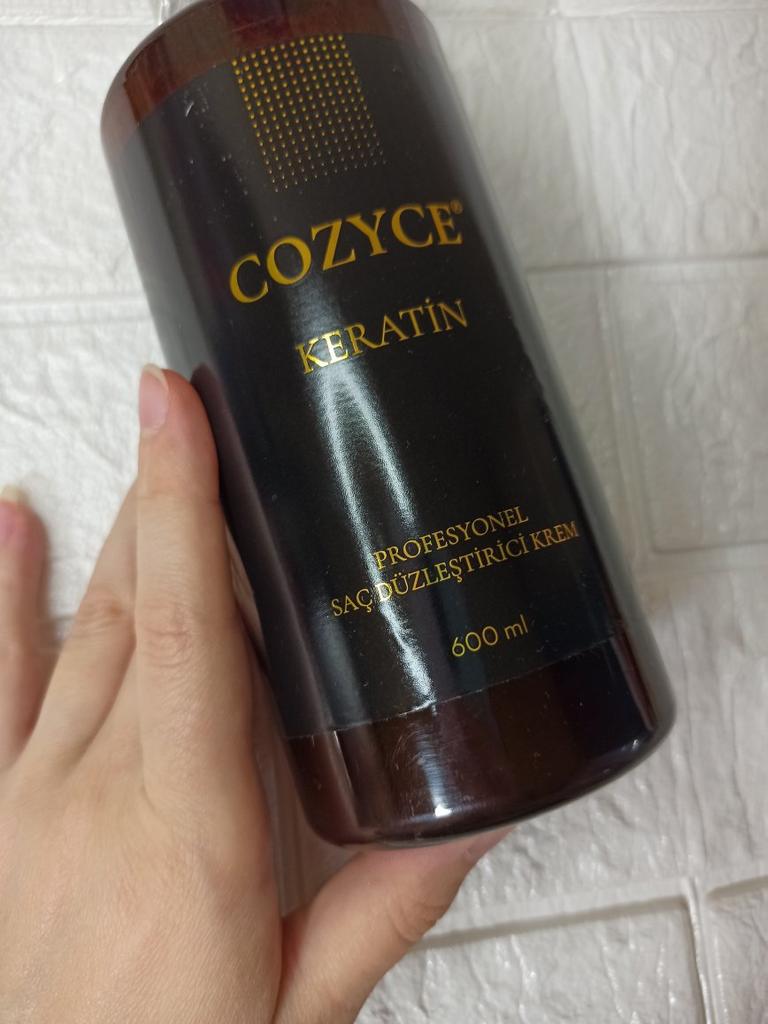 COZYCE®
KERATİN
PROFESYONEL
SAÇ DÜZLEŞTİRİCİ KREM
600 ml